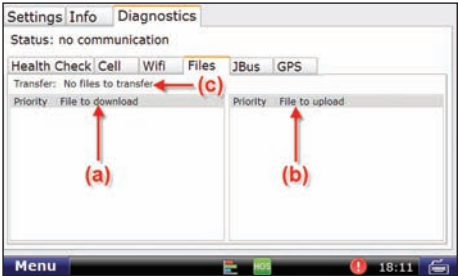 Settings Info Diagnostics
Status: no communication
Health Check Cell Wifi Files JBus GPS
Transfer: No files to transfer (c)
Priority File to download Priority File to upload
(a) (b)
Menu HOS 18:11